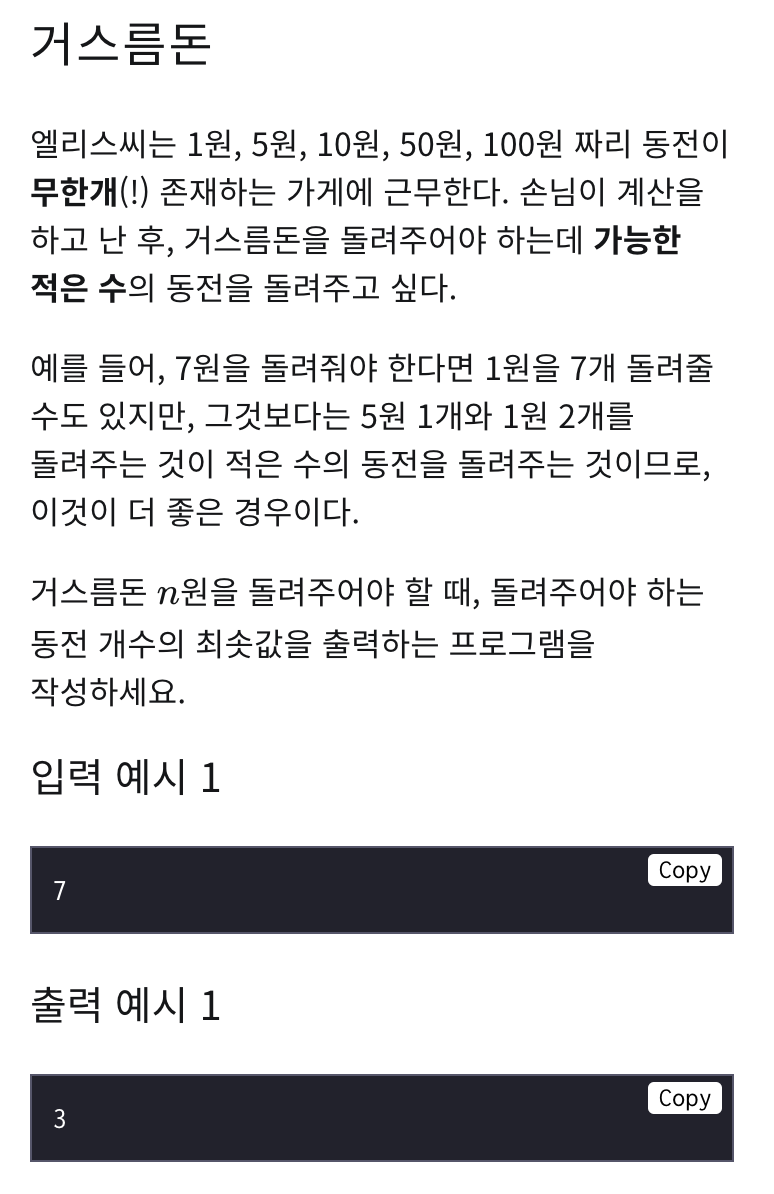 거스름돈
엘리스씨는 1원, 5원, 10원, 50원, 100원 짜리 동전이
무한개(!) 존재하는 가게에 근무한다. 손님이 계산을
하고 난 후, 거스름돈을 돌려주어야 하는데 가능한
적은 수의 동전을 돌려주고 싶다.
예를 들어, 7원을 돌려줘야 한다면 1원을 7개 돌려줄
수도 있지만, 그것보다는 5원 1개와 1원 2개를
돌려주는 것이 적은 수의 동전을 돌려주는 것이므로,
이것이 더 좋은 경우이다.
거스름돈 n원을 돌려주어야 할 때, 돌려주어야 하는
동전 개수의 최솟값을 출력하는 프로그램을
작성하세요.
입력 예시 1
Copy
7
출력 예시 1
Copy
3